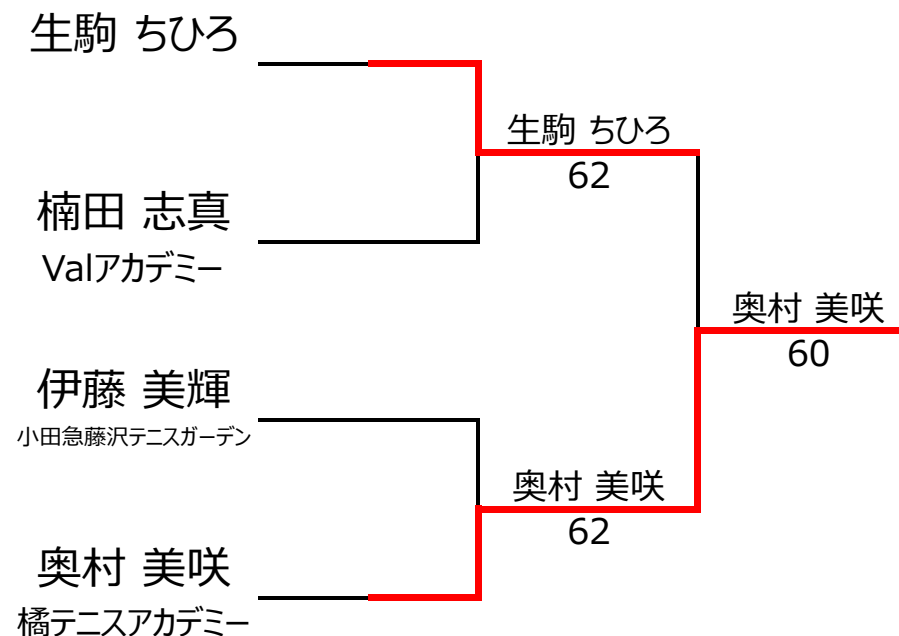 生駒 ちひろ
生駒 ちひろ
62
楠田 志真
Valアカデミー
奥村 美咲
60
伊藤 美輝
小田急藤沢テニスガーデン
奥村 美咲
62
奥村 美咲
橘テニスアカデミー